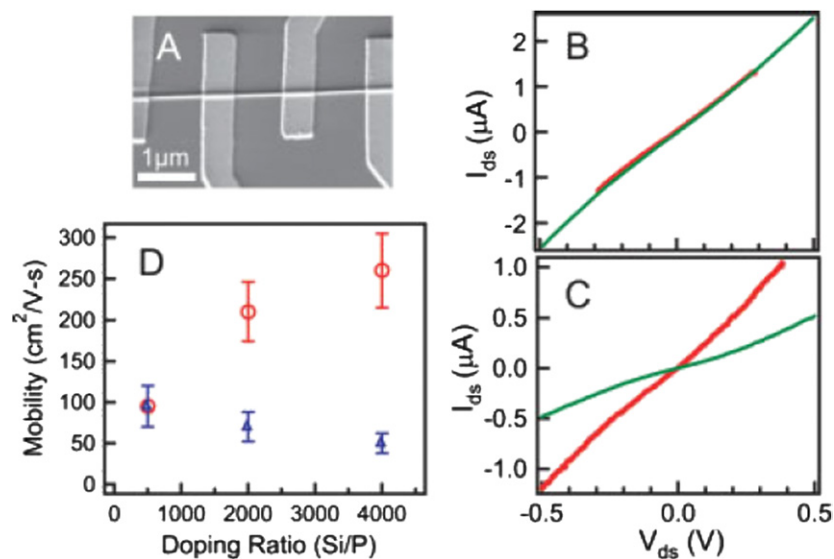 A
1μm
B
2
1
0
-1
-2
I_ds (μA)
C
1.0
0.5
0.0
-0.5
-1.0
I_ds (μA)
-0.5
0.0
0.5
V_ds (V)
D
300
250
200
150
100
50
0
Mobility (cm²/V-s)
0
1000
2000
3000
4000
Doping Ratio (Si/P)